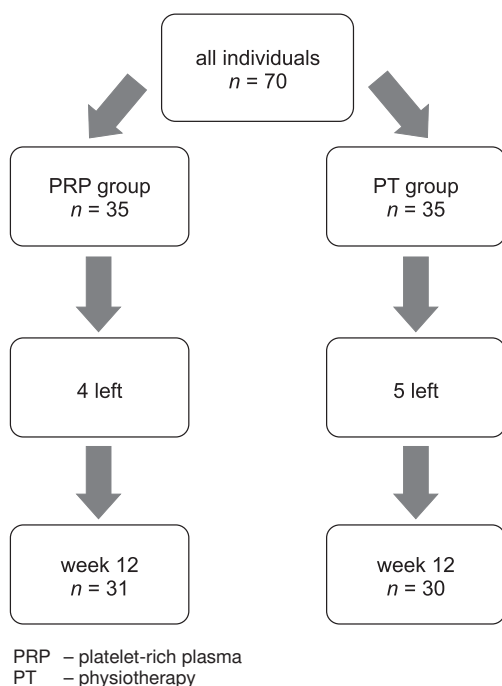 all individuals
n = 70
PRP group
n = 35
PT group
n = 35
4 left
5 left
week 12
n = 31
week 12
n = 30
PRP – platelet-rich plasma
PT – physiotherapy